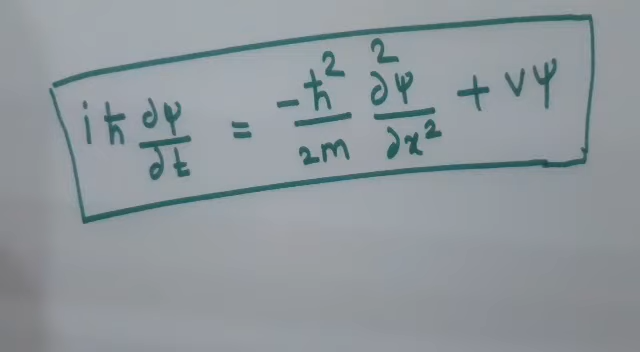 iħ ∂ψ/∂t = -ħ²/2m ∂²ψ/∂x² + vψ